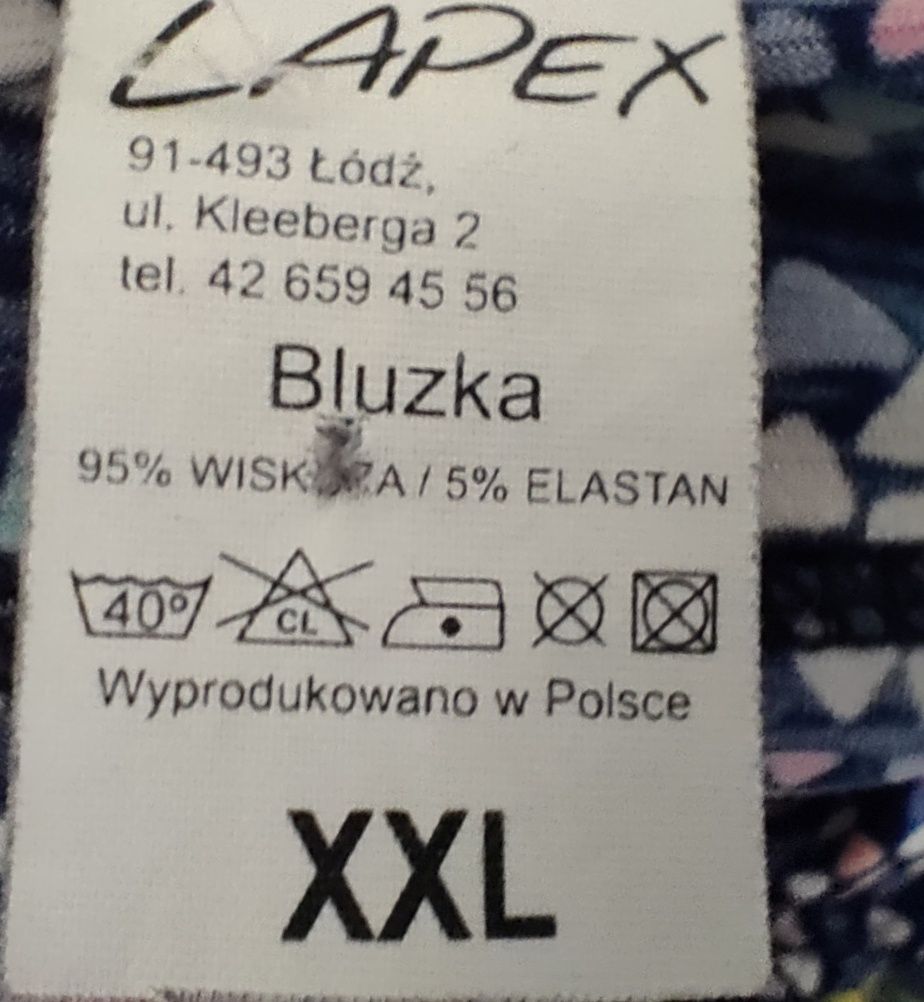 LAPEX
91-493 Łódź,
ul. Kleeberga 2
tel. 42 659 45 56
Bluzka
95% / 5% ELASTAN
40°
CL
Wyprodukowano w Polsce
XXL